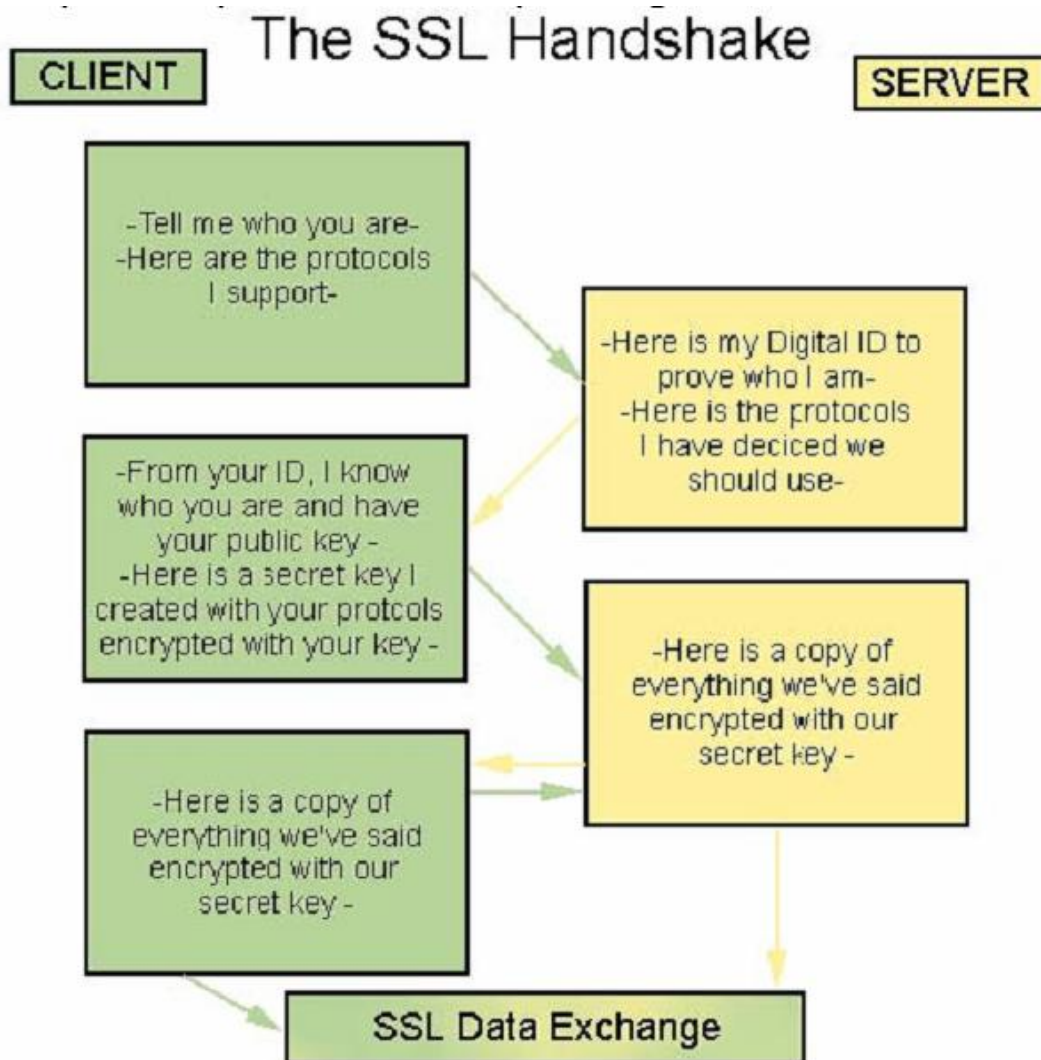 The SSL Handshake
CLIENT
SERVER
-Tell me who you are-
-Here are the protocols
I support-
-Here is my Digital ID to
prove who I am-
-Here is the protocols
I have deciced we
should use-
-From your ID, I know
who you are and have
your public key -
-Here is a secret key I
created with your protcols
encrypted with your key -
-Here is a copy of
everything we've said
encrypted with our
secret key -
-Here is a copy of
everything we've said
encrypted with our
secret key -
SSL Data Exchange